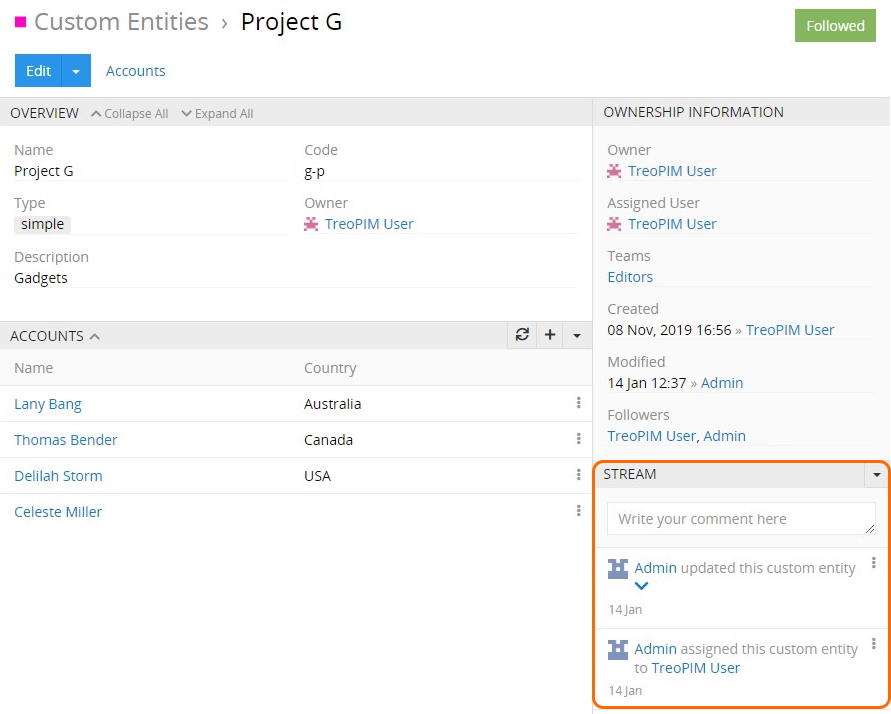 Custom Entities › Project G
Followed
Edit
Accounts
OVERVIEW Collapse All Expand All
Name
Project G
Code
g-p
Type
simple
Owner
TreoPIM User
Description
Gadgets
ACCOUNTS
Name Country
Lany Bang Australia
Thomas Bender Canada
Delilah Storm USA
Celeste Miller
OWNERSHIP INFORMATION
Owner
TreoPIM User
Assigned User
TreoPIM User
Teams
Editors
Created
08 Nov, 2019 16:56 » TreoPIM User
Modified
14 Jan 12:37 » Admin
Followers
TreoPIM User, Admin
STREAM
Write your comment here
Admin updated this custom entity
14 Jan
Admin assigned this custom entity
to TreoPIM User
14 Jan